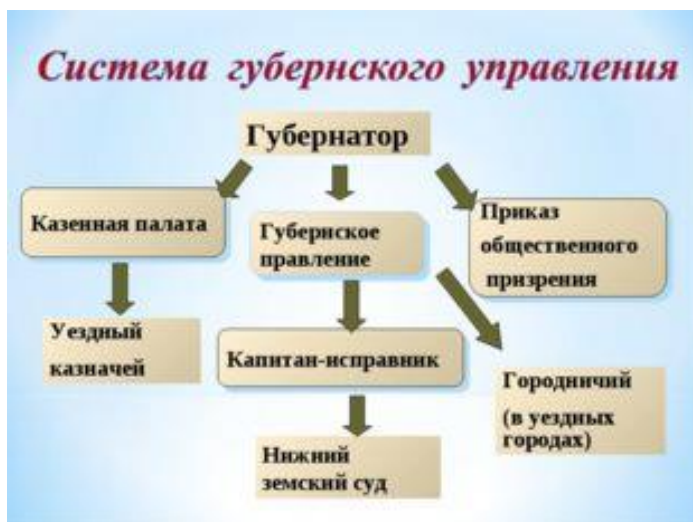 Система губернского управления
Губернатор
Казенная палата
Губернское
правление
Приказ
общественного
призрения
Уездный
казначей
Капитан-исправник
Городничий
(в уездных
городах)
Нижний
земский суд